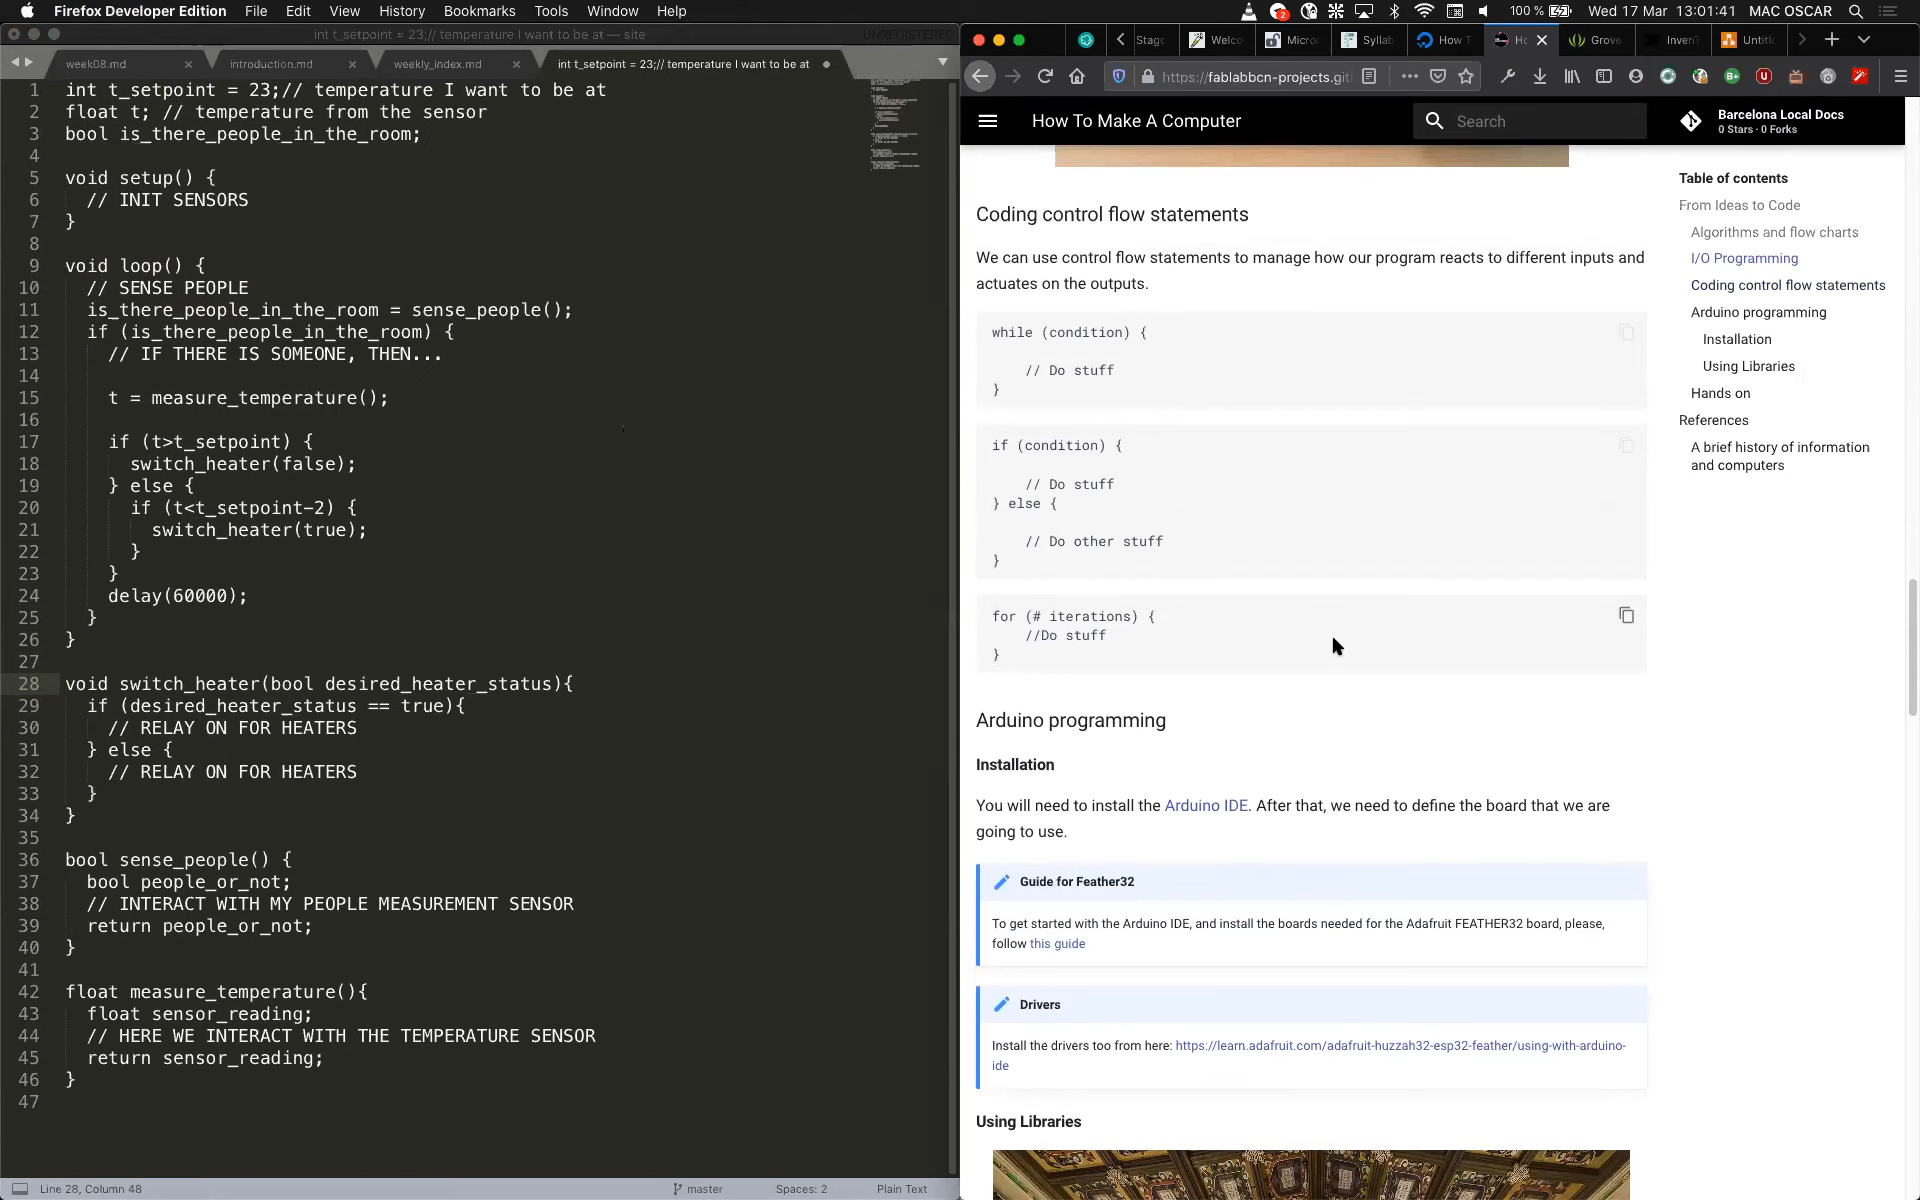 Firefox Developer Edition File Edit View History Bookmarks Tools Window Help
2 100 % Wed 17 Mar 13:01:41 MAC OSCAR
int t_setpoint = 23;// temperature I want to be at — site UNREGISTERED
week08.md introduction.md weekly_index.md int t_setpoint = 23;// temperature I want to be at
1 int t_setpoint = 23;// temperature I want to be at
2 float t; // temperature from the sensor
3 bool is_there_people_in_the_room;
4
5 void setup() {
6 // INIT SENSORS
7 }
8
9 void loop() {
10 // SENSE PEOPLE
11 is_there_people_in_the_room = sense_people();
12 if (is_there_people_in_the_room) {
13 // IF THERE IS SOMEONE, THEN...
14
15 t = measure_temperature();
16
17 if (t>t_setpoint) {
18 switch_heater(false);
19 } else {
20 if (t<t_setpoint-2) {
21 switch_heater(true);
22 }
23 }
24 delay(60000);
25 }
26 }
27
28 void switch_heater(bool desired_heater_status){
29 if (desired_heater_status == true){
30 // RELAY ON FOR HEATERS
31 } else {
32 // RELAY ON FOR HEATERS
33 }
34 }
35
36 bool sense_people() {
37 bool people_or_not;
38 // INTERACT WITH MY PEOPLE MEASUREMENT SENSOR
39 return people_or_not;
40 }
41
42 float measure_temperature(){
43 float sensor_reading;
44 // HERE WE INTERACT WITH THE TEMPERATURE SENSOR
45 return sensor_reading;
46 }
47
Line 28, Column 48 master Spaces: 2 Plain Text
Stag Welco Micro Syllab How T Ho Grove Inven Untitl
https://fablabbcn-projects.git
How To Make A Computer
Search
Barcelona Local Docs
0 Stars · 0 Forks
Coding control flow statements
We can use control flow statements to manage how our program reacts to different inputs and
actuates on the outputs.
while (condition) {
// Do stuff
}
if (condition) {
// Do stuff
} else {
// Do other stuff
}
for (# iterations) {
//Do stuff
}
Arduino programming
Installation
You will need to install the Arduino IDE. After that, we need to define the board that we are
going to use.
Guide for Feather32
To get started with the Arduino IDE, and install the boards needed for the Adafruit FEATHER32 board, please,
follow this guide
Drivers
Install the drivers too from here: https://learn.adafruit.com/adafruit-huzzah32-esp32-feather/using-with-arduino-
ide
Using Libraries
Table of contents
From Ideas to Code
Algorithms and flow charts
I/O Programming
Coding control flow statements
Arduino programming
Installation
Using Libraries
Hands on
References
A brief history of information
and computers